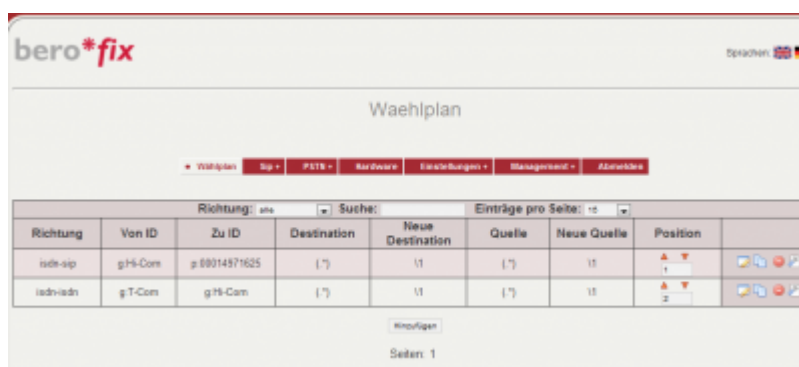 bero*fix
Sprachen:
Waehlplan
Wählplan Sip + PSTN + Hardware Einstellungen + Management + Abmelden
Richtung: alle Suche: Einträge pro Seite:
Richtung Von ID Zu ID Destination Neue Destination Quelle Neue Quelle Position
isdn-sip g:Hi-Com p:00014971625 (.*) \1 (.*) \1 1
isdn-isdn g:T-Com g:Hi-Com (.*) \1 (.*) \1 2
Hinzufügen
Seiten: 1